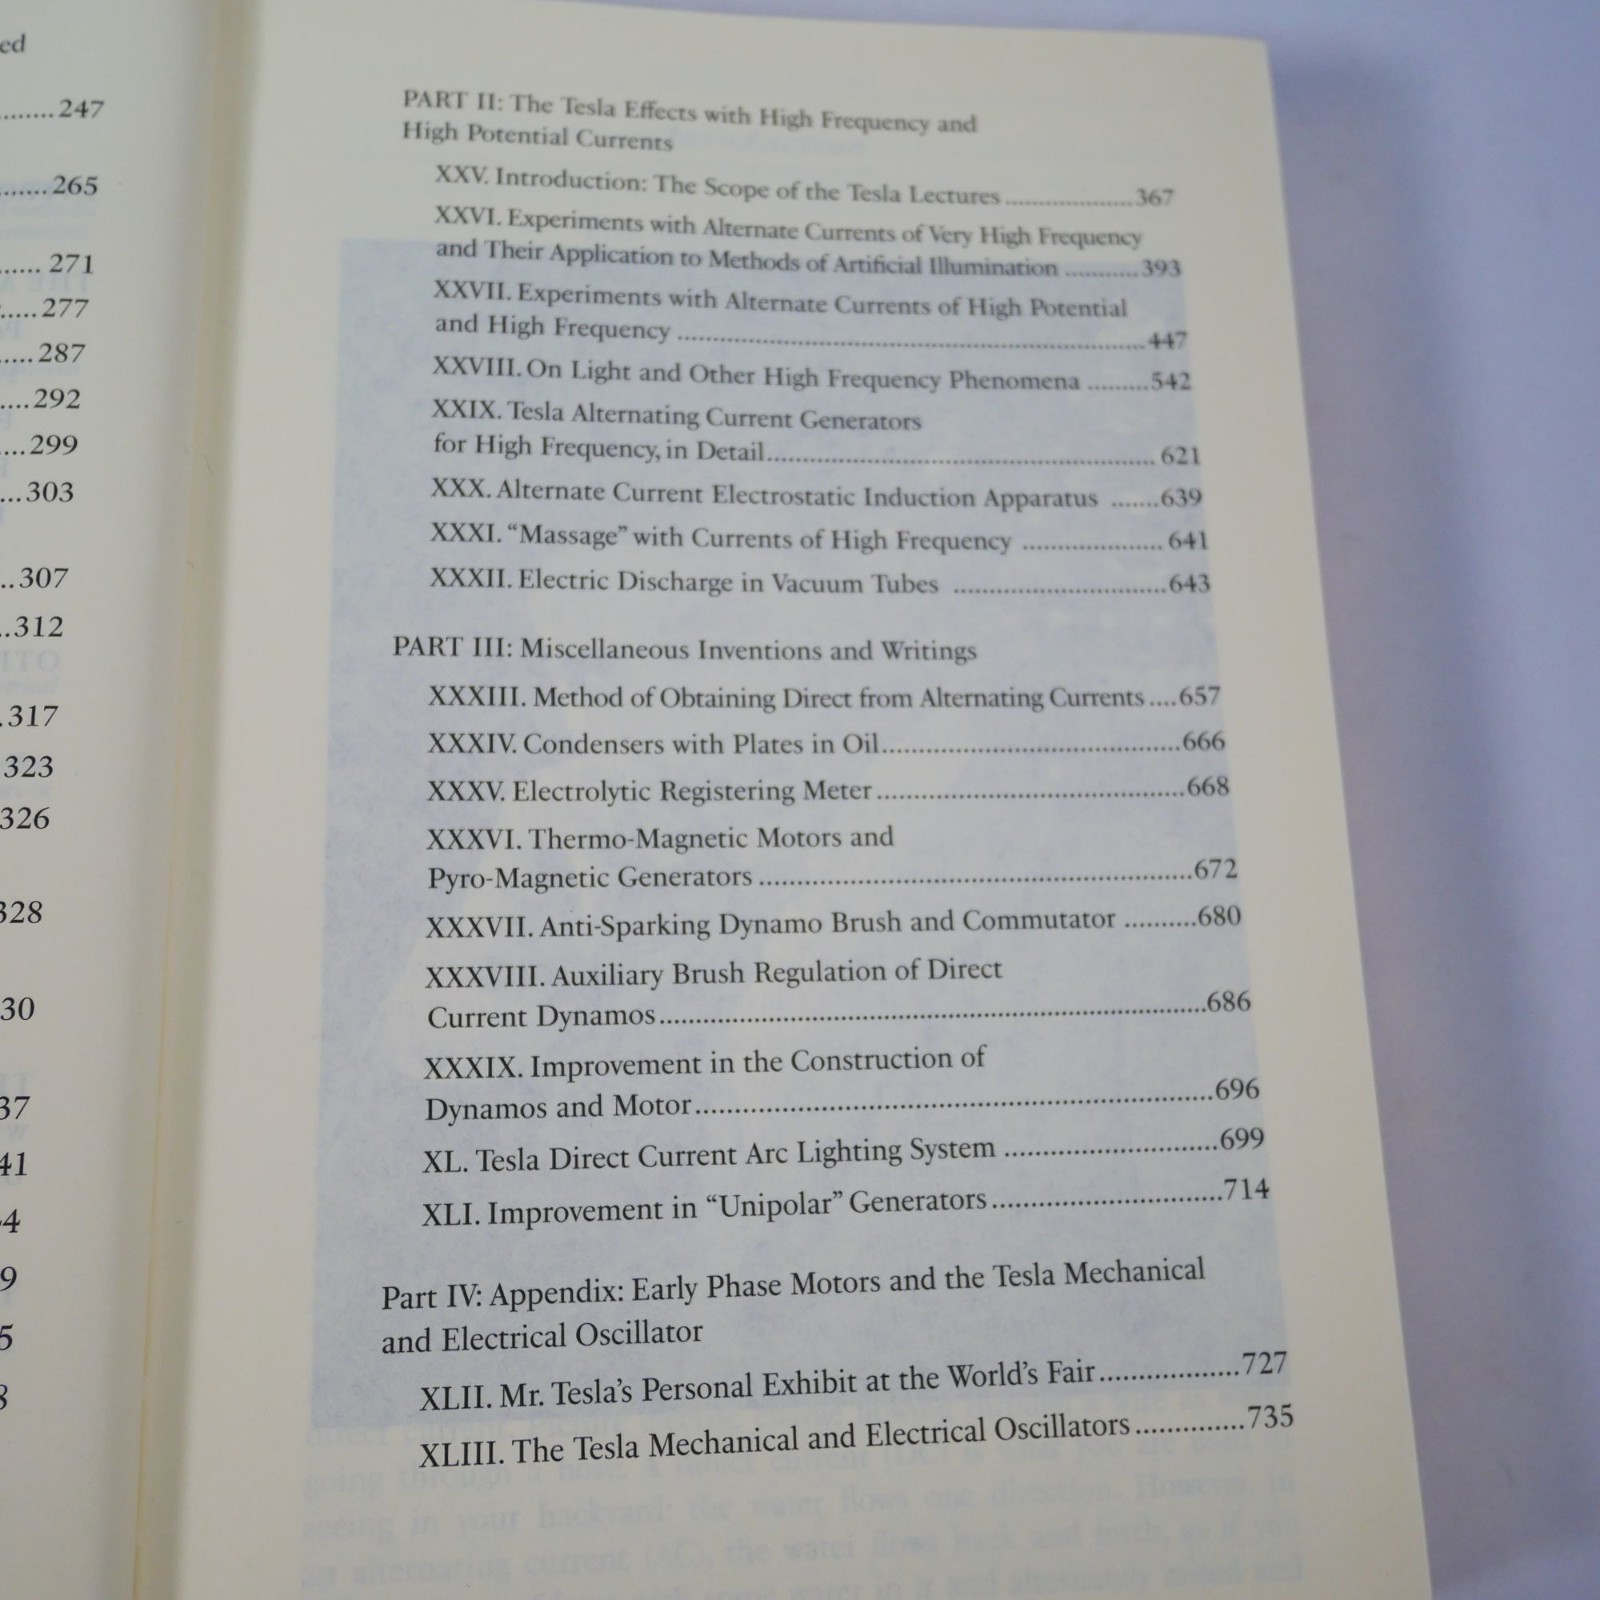 ed
........247
.......265
...... 271
.....277
.....287
....292
....299
...303
..307
..312
.317
323
326
328
30
37
41
4
9
5
8
PART II: The Tesla Effects with High Frequency and
High Potential Currents
XXV. Introduction: The Scope of the Tesla Lectures....................367
XXVI. Experiments with Alternate Currents of Very High Frequency
and Their Application to Methods of Artificial Illumination ...........393
XXVII. Experiments with Alternate Currents of High Potential
and High Frequency ....................................................................447
XXVIII. On Light and Other High Frequency Phenomena .........542
XXIX. Tesla Alternating Current Generators
for High Frequency, in Detail........................................................ 621
XXX. Alternate Current Electrostatic Induction Apparatus .......639
XXXI. “Massage” with Currents of High Frequency ..................... 641
XXXII. Electric Discharge in Vacuum Tubes ................................643
PART III: Miscellaneous Inventions and Writings
XXXIII. Method of Obtaining Direct from Alternating Currents....657
XXXIV. Condensers with Plates in Oil...........................................666
XXXV. Electrolytic Registering Meter...........................................668
XXXVI. Thermo-Magnetic Motors and
Pyro-Magnetic Generators ...........................................................672
XXXVII. Anti-Sparking Dynamo Brush and Commutator ..........680
XXXVIII. Auxiliary Brush Regulation of Direct
Current Dynamos...........................................................................686
XXXIX. Improvement in the Construction of
Dynamos and Motor.......................................................................696
XL. Tesla Direct Current Arc Lighting System .............................699
XLI. Improvement in “Unipolar” Generators...............................714
Part IV: Appendix: Early Phase Motors and the Tesla Mechanical
and Electrical Oscillator
XLII. Mr. Tesla’s Personal Exhibit at the World’s Fair..................727
XLIII. The Tesla Mechanical and Electrical Oscillators..............735